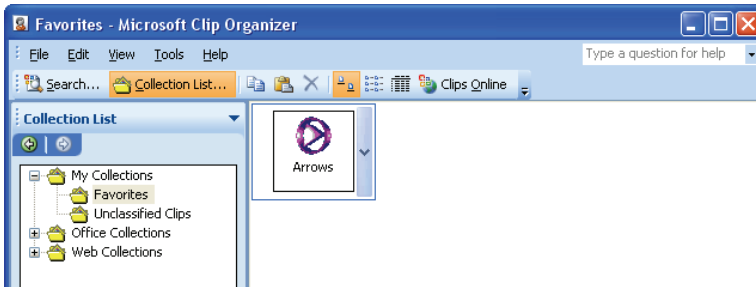 Favorites - Microsoft Clip Organizer
File Edit View Tools Help Type a question for help
Search... Collection List... Clips Online
Collection List
Arrows
My Collections
Favorites
Unclassified Clips
Office Collections
Web Collections